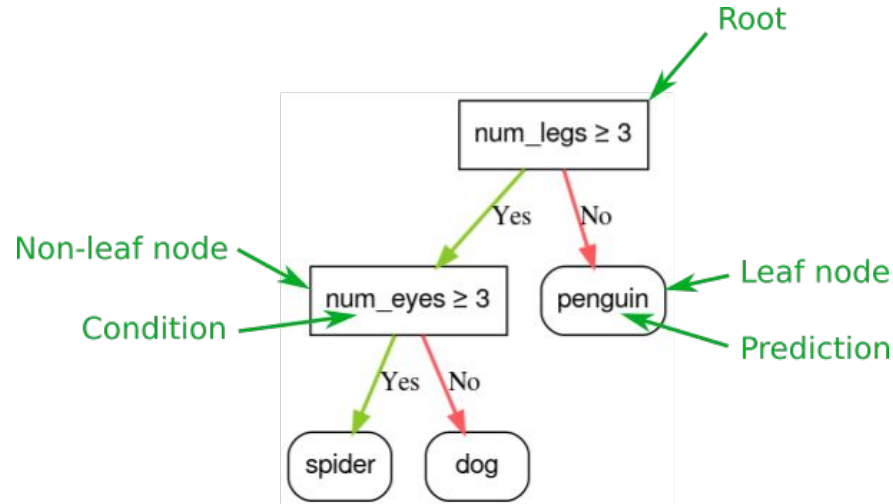 Root
num_legs ≥ 3
Yes
No
Non-leaf node
num_eyes ≥ 3
penguin
Leaf node
Condition
Prediction
Yes
No
spider
dog